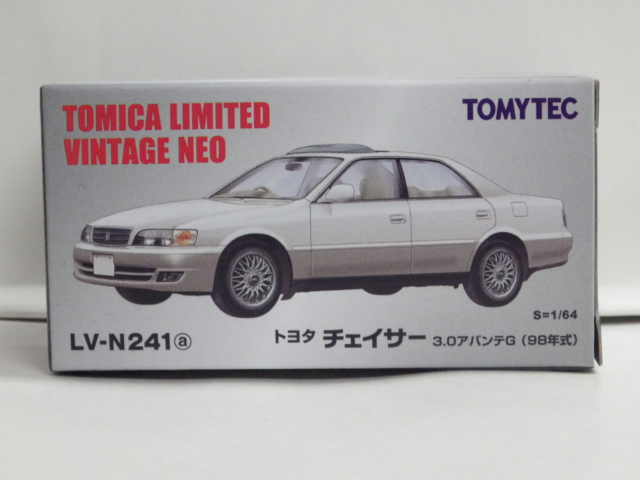 TOMICA LIMITED
VINTAGE NEO
TOMYTEC
S=1/64
LV-N241ⓐ
トヨタ チェイサー 3.0アバンテG (98年式)